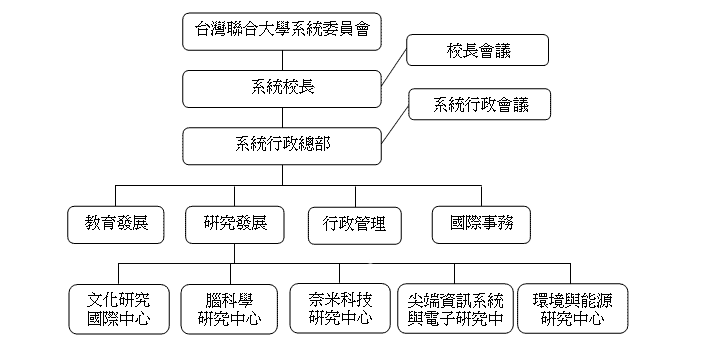 台灣聯合大學系統委員會
校長會議
系統校長
系統行政會議
系統行政總部
教育發展
研究發展
行政管理
國際事務
文化研究
國際中心
腦科學
研究中心
奈米科技
研究中心
尖端資訊系統
與電子研究中
環境與能源
研究中心